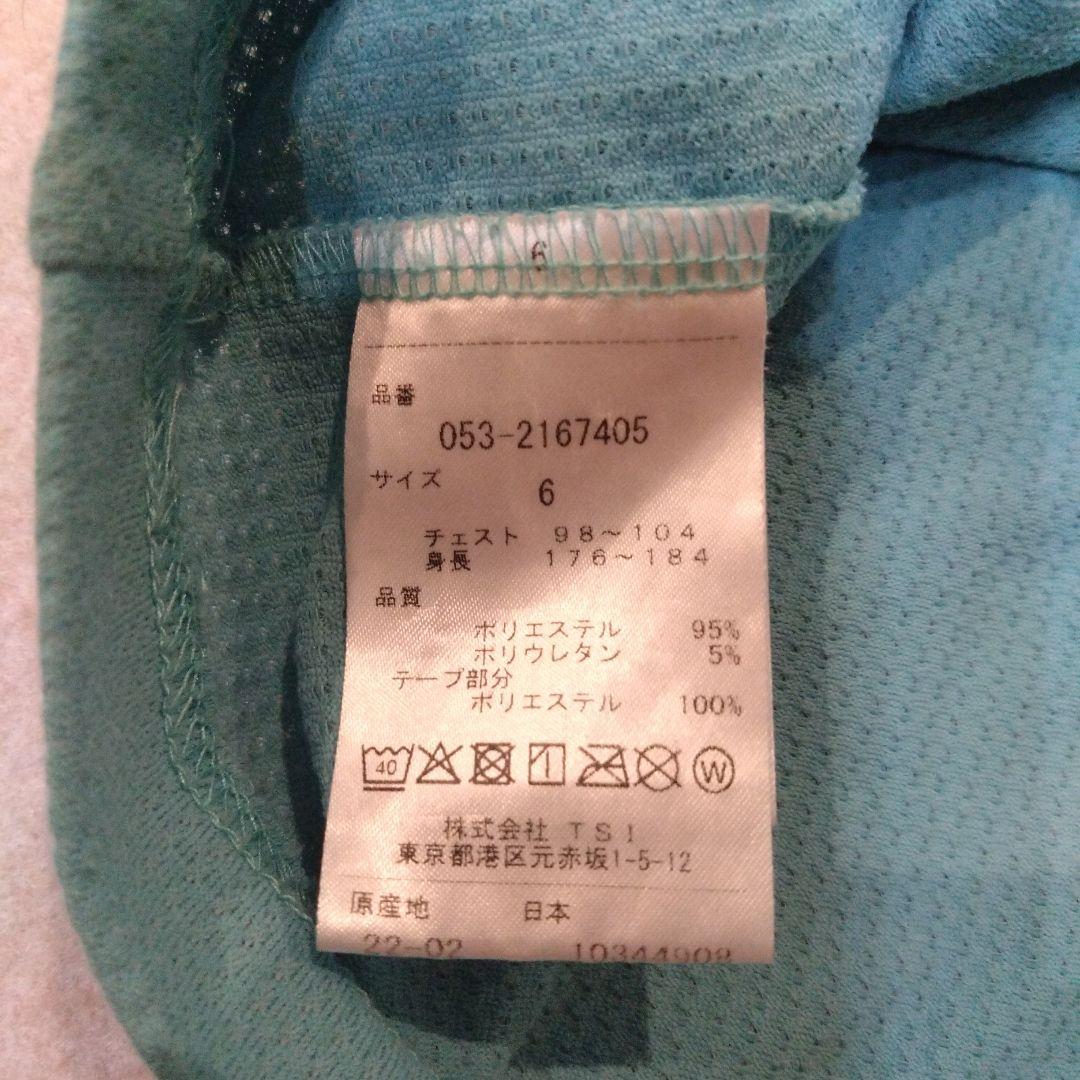 6
品番
053-2167405
サイズ
6
チェスト 98～104
身長 176～184
品質
ポリエステル 95%
ポリウレタン 5%
テープ部分
ポリエステル 100%
40 W
株式会社 TSI
東京都港区元赤坂1-5-12
原産地 日本
22-02 10344908